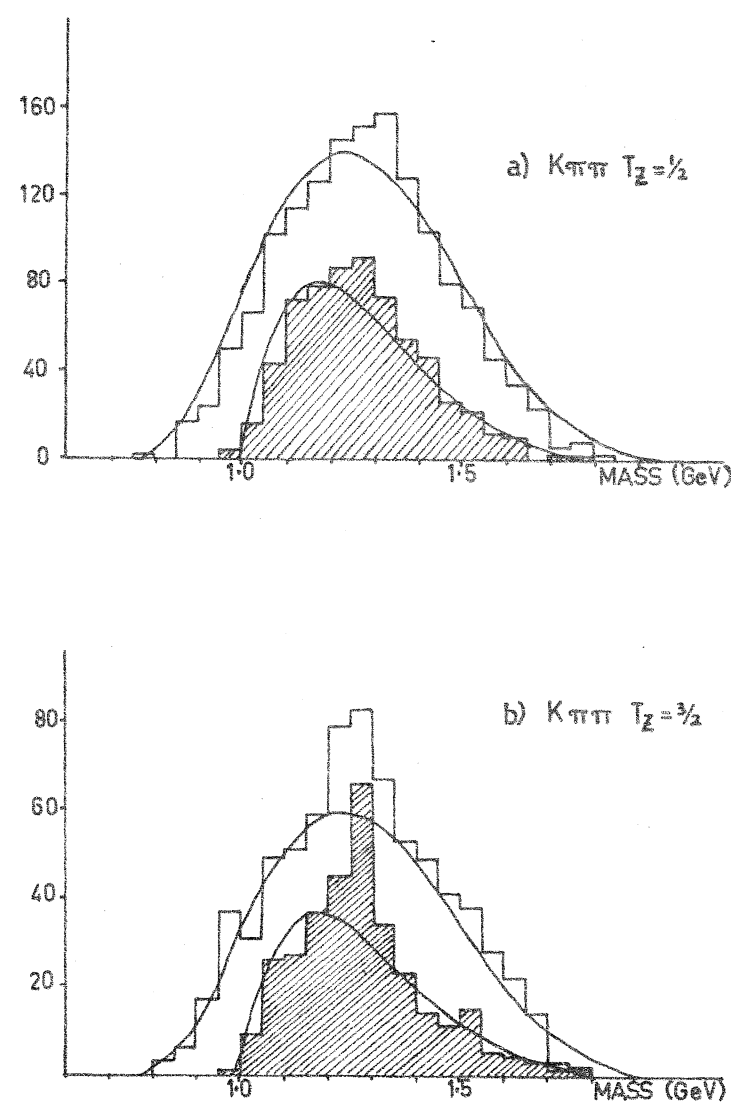 160
120
80
40
0
a) Kππ T_Z = 1/2
1·0 1·5 MASS (GeV)
80
60
40
20
b) Kππ T_Z = 3/2
1·0 1·5 MASS (GeV)